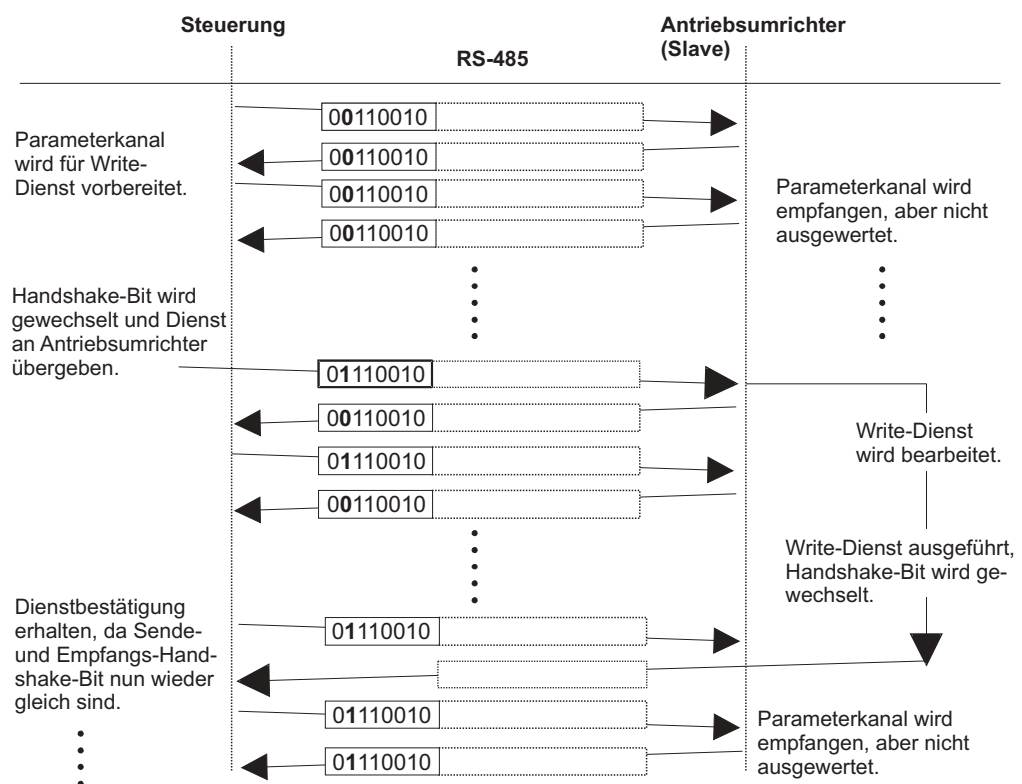 Steuerung
RS-485
Antriebsumrichter
(Slave)
00110010
Parameterkanal
wird für Write-
Dienst vorbereitet.
00110010
00110010
00110010
Parameterkanal wird
empfangen, aber nicht
ausgewertet.
Handshake-Bit wird
gewechselt und Dienst
an Antriebsumrichter
übergeben.
01110010
00110010
01110010
00110010
Write-Dienst
wird bearbeitet.
Write-Dienst ausgeführt,
Handshake-Bit wird ge-
wechselt.
Dienstbestätigung
erhalten, da Sende-
und Empfangs-Hand-
shake-Bit nun wieder
gleich sind.
01110010
01110010
01110010
Parameterkanal wird
empfangen, aber nicht
ausgewertet.